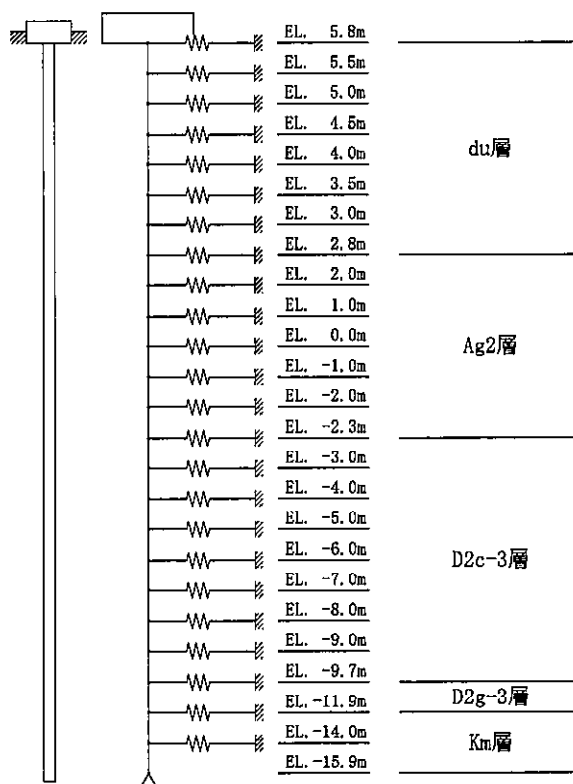 EL. 5.8m
EL. 5.5m
EL. 5.0m
EL. 4.5m
EL. 4.0m
du層
EL. 3.5m
EL. 3.0m
EL. 2.8m
EL. 2.0m
EL. 1.0m
EL. 0.0m
Ag2層
EL. -1.0m
EL. -2.0m
EL. -2.3m
EL. -3.0m
EL. -4.0m
EL. -5.0m
EL. -6.0m
D2c-3層
EL. -7.0m
EL. -8.0m
EL. -9.0m
EL. -9.7m
D2g-3層
EL.-11.9m
EL.-14.0m
Km層
EL.-15.9m